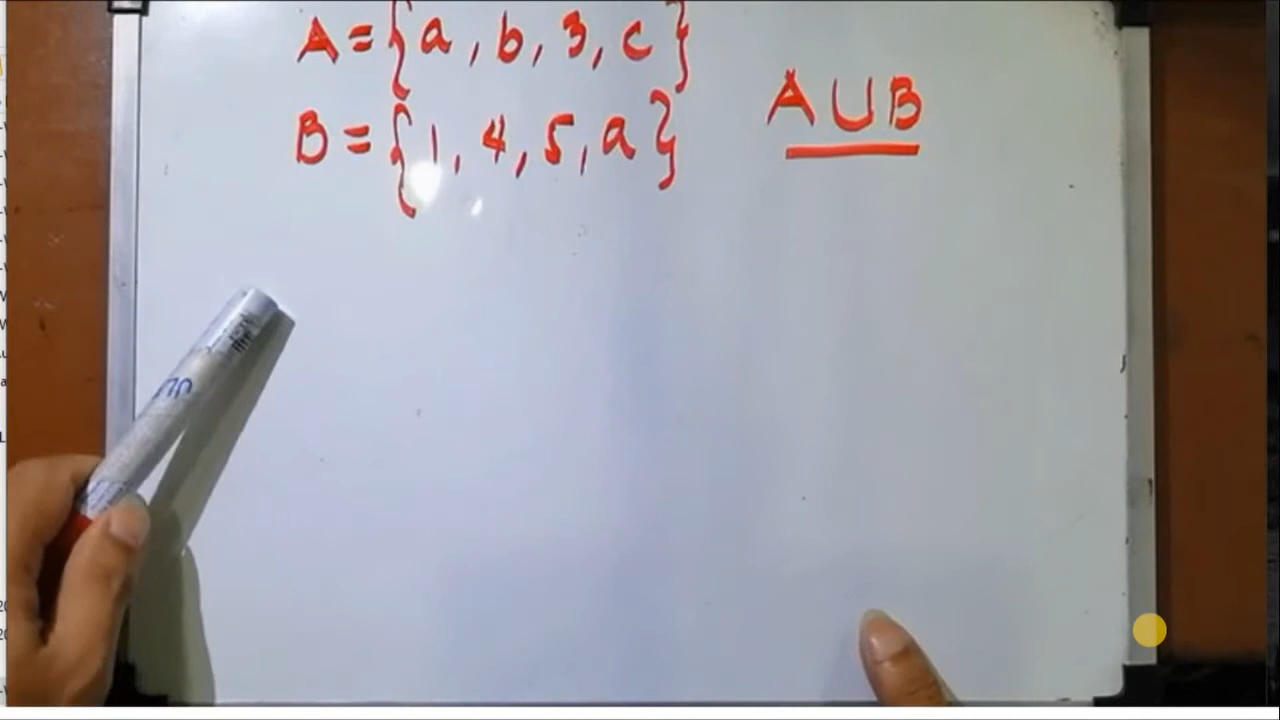 A = {a, b, 3, c}
B = {1, 4, 5, a}
A∪B